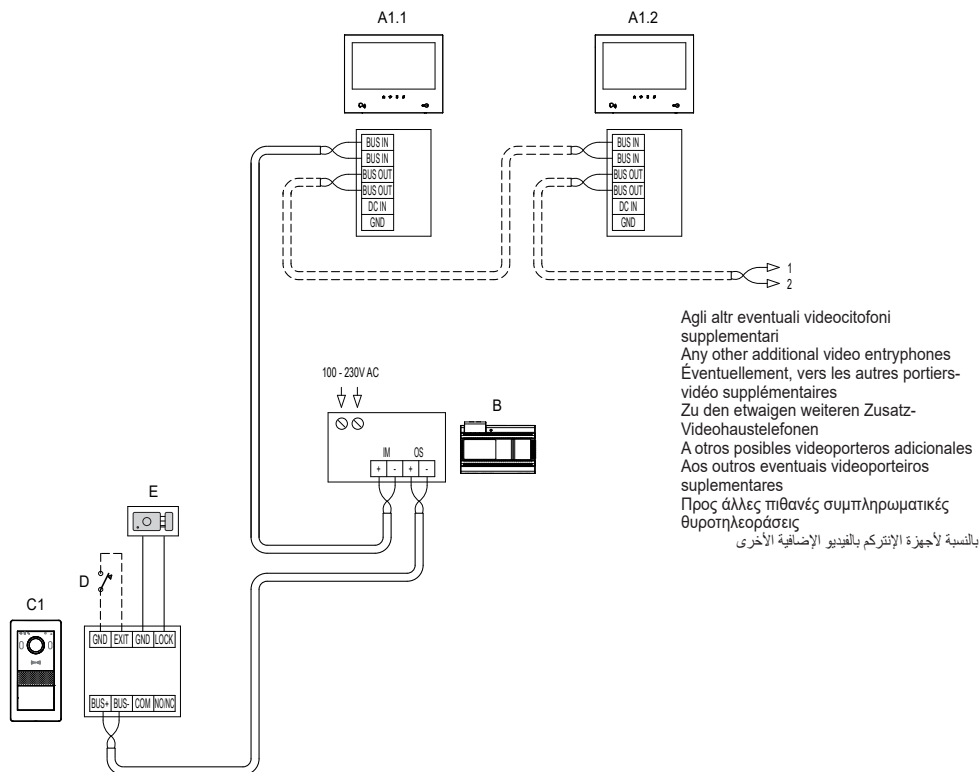 A1.1
A1.2
BUS IN
BUS IN
BUS OUT
BUS OUT
DC IN
GND
BUS IN
BUS IN
BUS OUT
BUS OUT
DC IN
GND
1
2
Agli altr eventuali videocitofoni
supplementari
Any other additional video entryphones
Éventuellement, vers les autres portiers-
vidéo supplémentaires
Zu den etwaigen weiteren Zusatz-
Videohaustelefonen
A otros posibles videoporteros adicionales
Aos outros eventuais videoporteiros
suplementares
Προς άλλες πιθανές συμπληρωματικές
θυροτηλεοράσεις
بالنسبة لأجهزة الإنتركم بالفيديو الإضافية الأخرى
100 - 230V AC
B
IM OS
+ - + -
E
D
C1
GND EXIT GND LOCK
BUS+ BUS- COM NO/NC